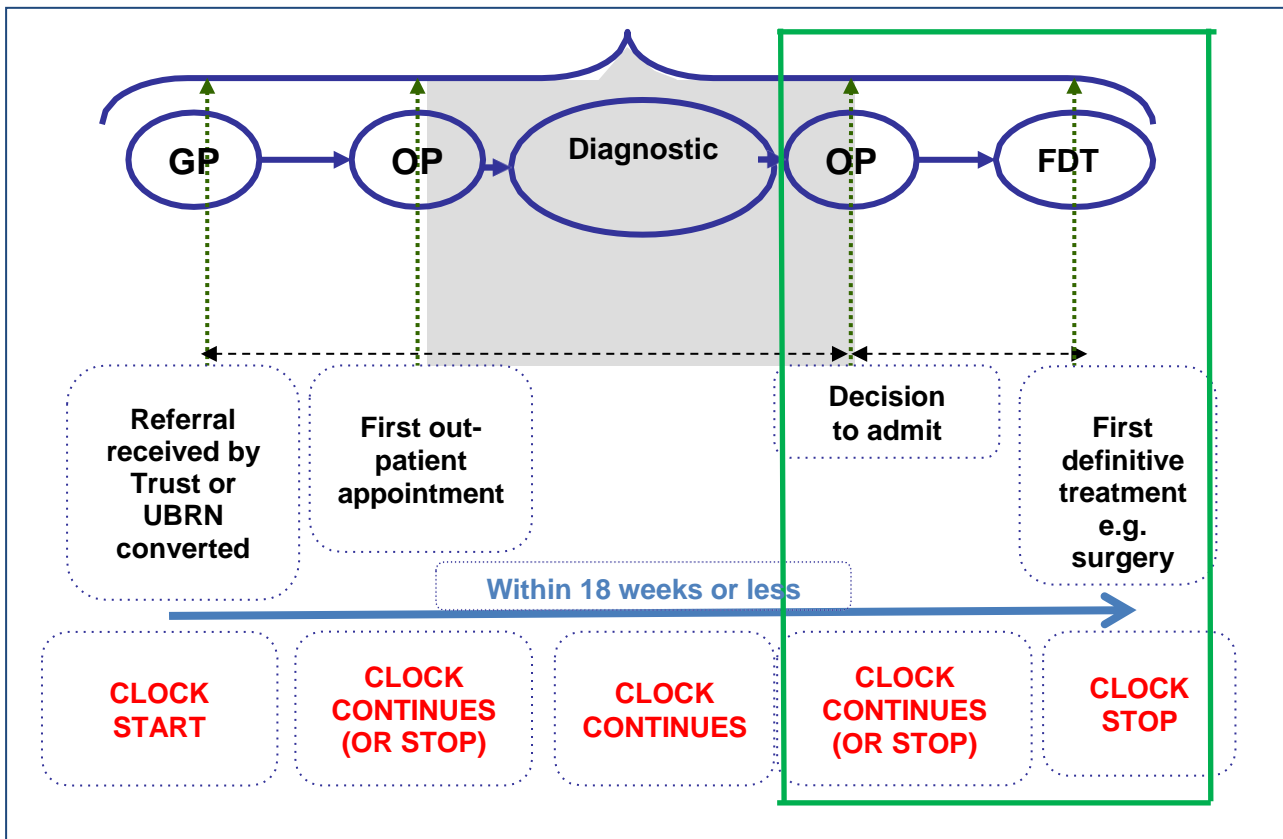 GP
OP
Diagnostic
OP
FDT
Referral
received by
Trust or
UBRN
converted
First out-
patient
appointment
Decision
to admit
First
definitive
treatment
e.g.
surgery
Within 18 weeks or less
CLOCK
START
CLOCK
CONTINUES
(OR STOP)
CLOCK
CONTINUES
CLOCK
CONTINUES
(OR STOP)
CLOCK
STOP